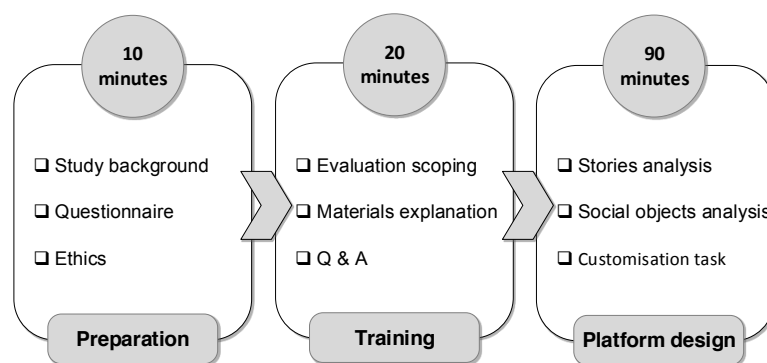 10
minutes
Study background
Questionnaire
Ethics
Preparation
20
minutes
Evaluation scoping
Materials explanation
Q & A
Training
90
minutes
Stories analysis
Social objects analysis
Customisation task
Platform design